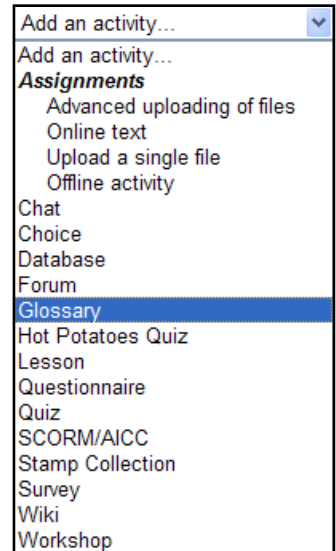 Add an activity...
Add an activity...
Assignments
Advanced uploading of files
Online text
Upload a single file
Offline activity
Chat
Choice
Database
Forum
Glossary
Hot Potatoes Quiz
Lesson
Questionnaire
Quiz
SCORM/AICC
Stamp Collection
Survey
Wiki
Workshop